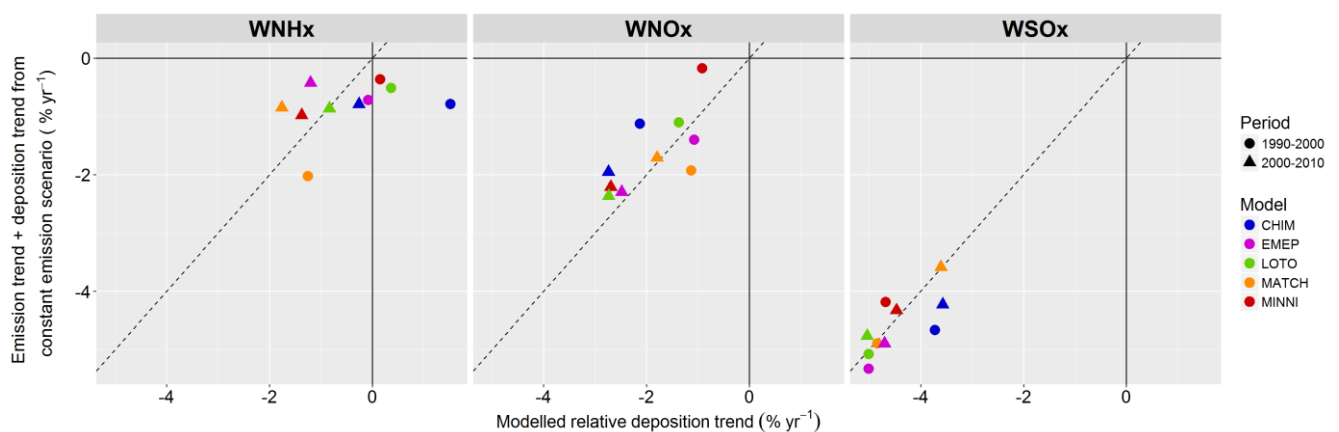 WNHx WNOx WSOx
Emission trend + deposition trend from
constant emission scenario ( % yr⁻¹)
0
-2
-4
-4 -2 0 -4 -2 0 -4 -2 0
Modelled relative deposition trend (% yr⁻¹)
Period
1990-2000
2000-2010
Model
CHIM
EMEP
LOTO
MATCH
MINNI